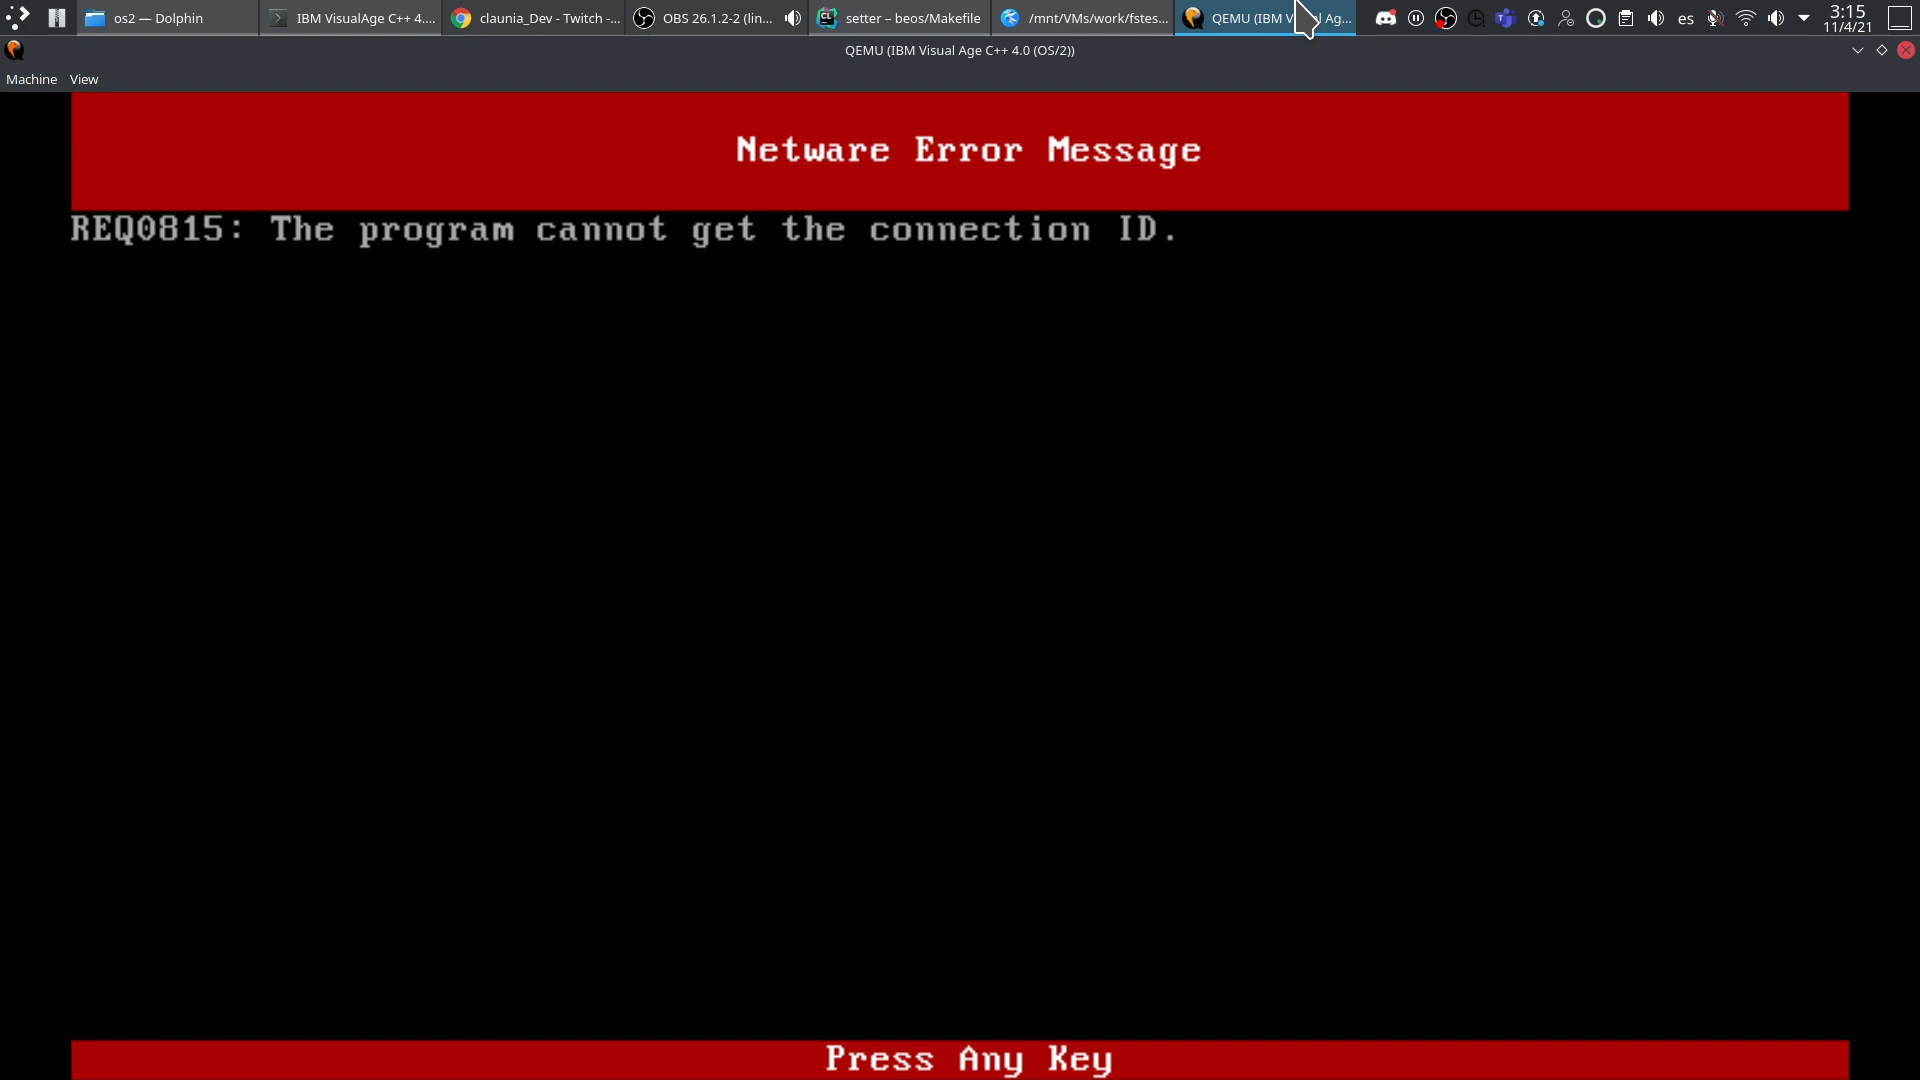 os2 — Dolphin
IBM VisualAge C++ 4....
claunia_Dev - Twitch -...
OBS 26.1.2-2 (lin...
setter – beos/Makefile
/mnt/VMs/work/fstes...
QEMU (IBM V l Ag...
es
3:15
11/4/21
QEMU (IBM Visual Age C++ 4.0 (OS/2))
Machine View
Netware Error Message
REQ0815: The program cannot get the connection ID.
Press Any Key